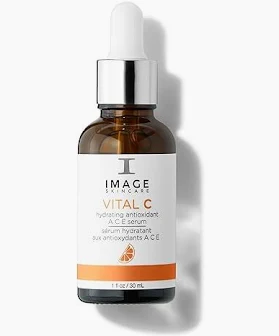 I
IMAGE
SKINCARE
VITAL C
hydrating antioxidant
A C E serum
sérum hydratant
aux antioxydants A C E
1 fl oz / 30 mL